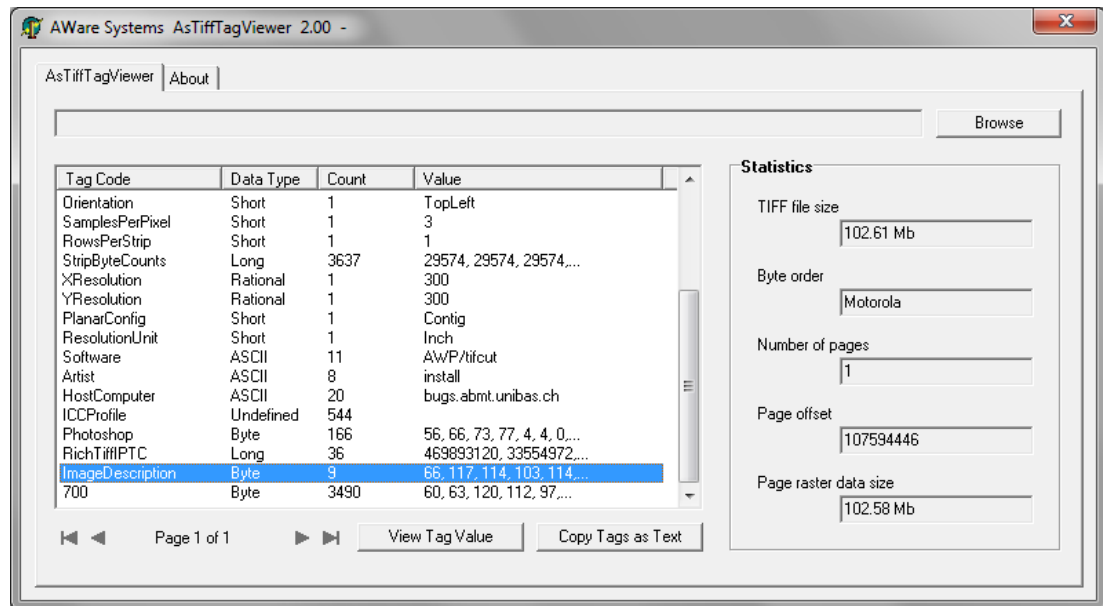 AWare Systems AsTiffTagViewer 2.00 -
AsTiffTagViewer About
Browse
Tag Code Data Type Count Value
Orientation Short 1 TopLeft
SamplesPerPixel Short 1 3
RowsPerStrip Short 1 1
StripByteCounts Long 3637 29574, 29574, 29574,...
XResolution Rational 1 300
YResolution Rational 1 300
PlanarConfig Short 1 Contig
ResolutionUnit Short 1 Inch
Software ASCII 11 AWP/tifcut
Artist ASCII 8 install
HostComputer ASCII 20 bugs.abmt.unibas.ch
ICCProfile Undefined 544
Photoshop Byte 166 56, 66, 73, 77, 4, 4, 0,...
RichTiffIPTC Long 36 469893120, 33554972,...
ImageDescription Byte 9 66, 117, 114, 103, 114,...
700 Byte 3490 60, 63, 120, 112, 97,...
Page 1 of 1 View Tag Value Copy Tags as Text
Statistics
TIFF file size
102.61 Mb
Byte order
Motorola
Number of pages
1
Page offset
107594446
Page raster data size
102.58 Mb